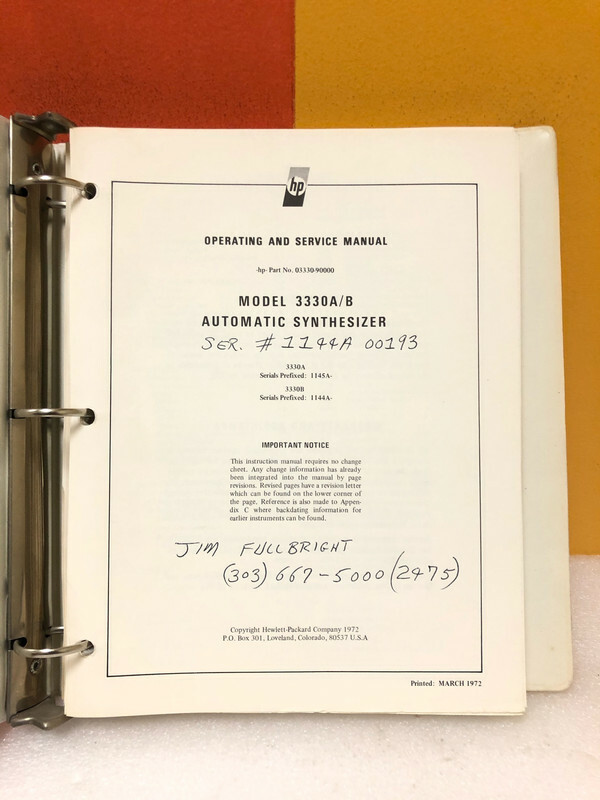 hp
OPERATING AND SERVICE MANUAL
-hp- Part No. 03330-90000
MODEL 3330A/B
AUTOMATIC SYNTHESIZER
SER. #1144A 00193
3330A
Serials Prefixed: 1145A-
3330B
Serials Prefixed: 1144A-
IMPORTANT NOTICE
This instruction manual requires no change
cheet. Any change information has already
been integrated into the manual by page
revisions. Revised pages have a revision letter
which can be found on the lower corner of
the page. Reference is also made to Appen-
dix C where backdating information for
earlier instruments can be found.
JIM FULLBRIGHT
(303) 667-5000 (2475)
Copyright Hewlett-Packard Company 1972
P.O. Box 301, Loveland, Colorado, 80537 U.S.A
Printed: MARCH 1972